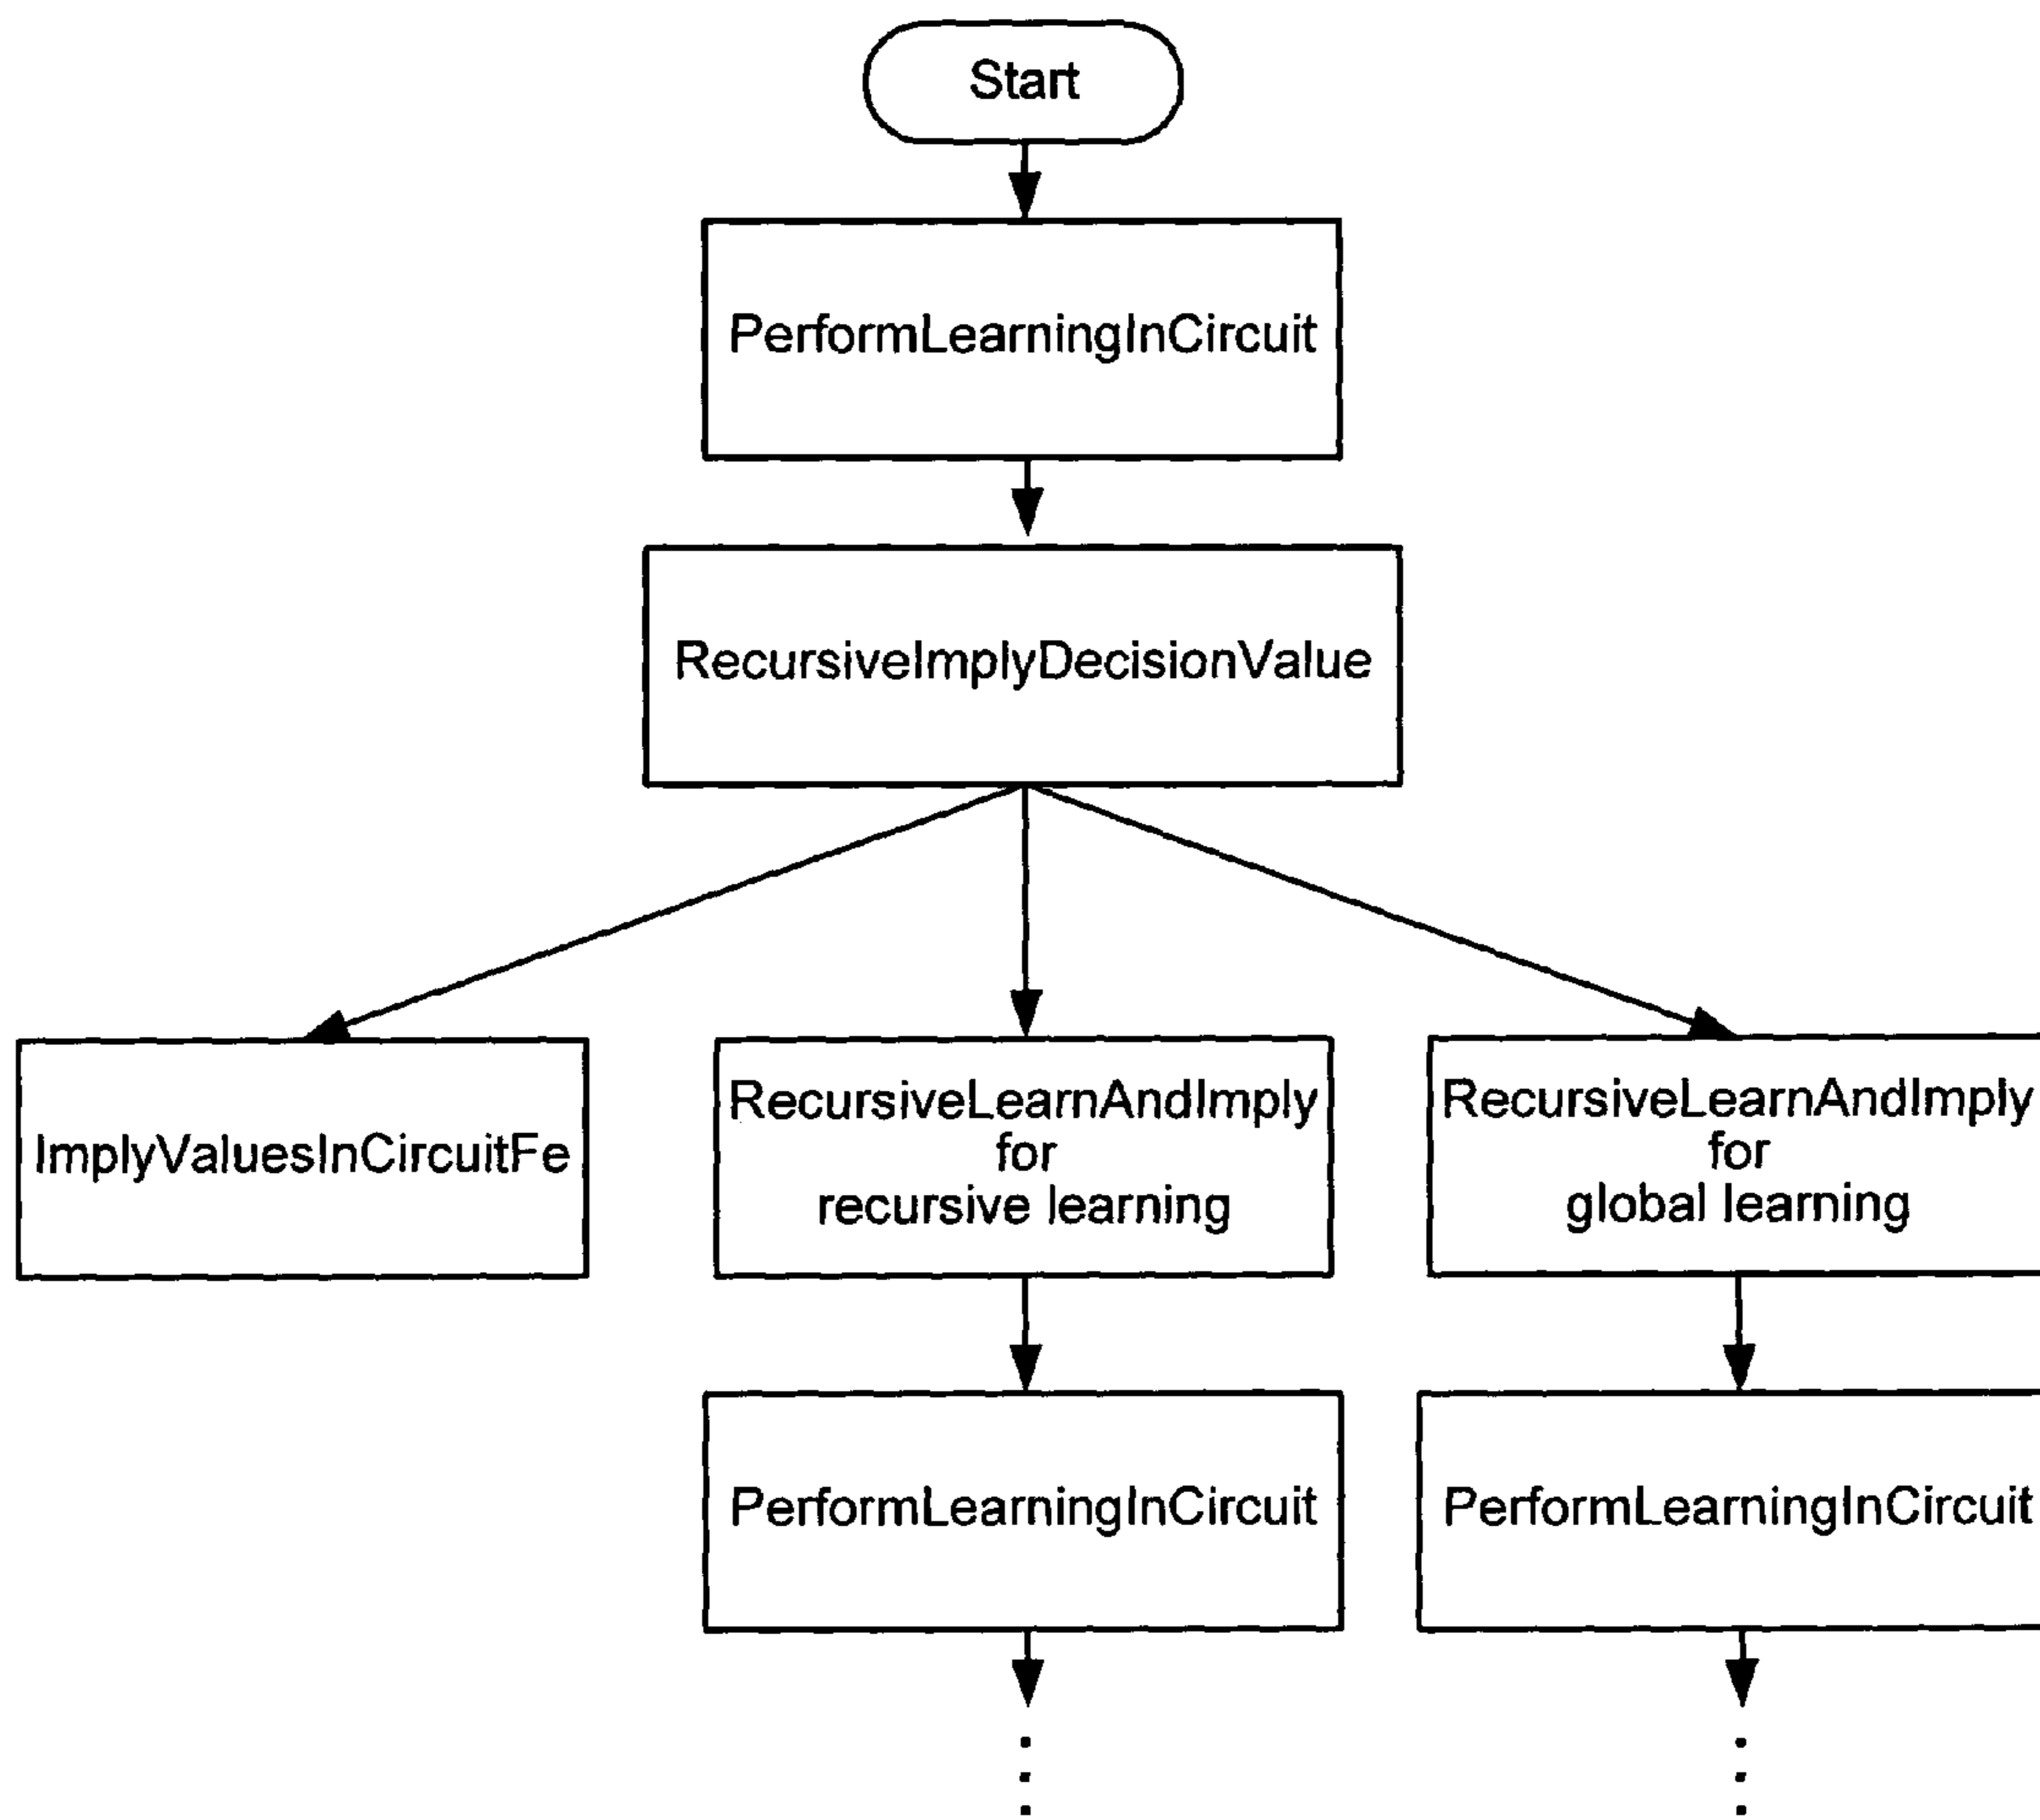 Start
PerformLearningInCircuit
RecursiveImplyDecisionValue
ImplyValuesInCircuitFe
RecursiveLearnAndImply
for
recursive learning
RecursiveLearnAndImply
for
global learning
PerformLearningInCircuit
PerformLearningInCircuit